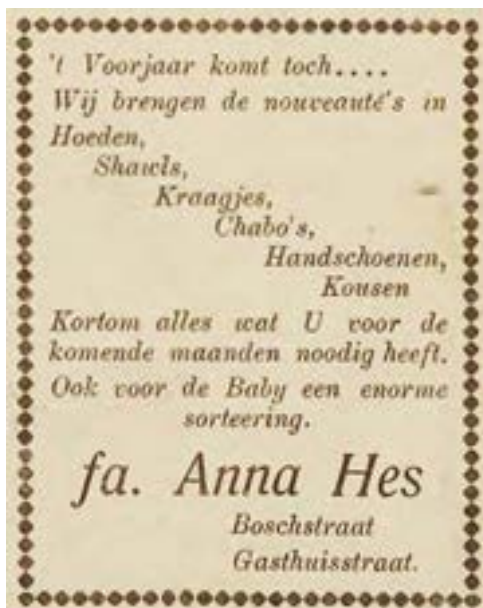 't Voorjaar komt toch....
Wij brengen de nouveauté's in
Hoeden,
Shawls,
Kraagjes,
Chabo's,
Handschoenen,
Kousen
Kortom alles wat U voor de
komende maanden noodig heeft.
Ook voor de Baby een enorme
sorteering.
fa. Anna Hes
Boschstraat
Gasthuisstraat.